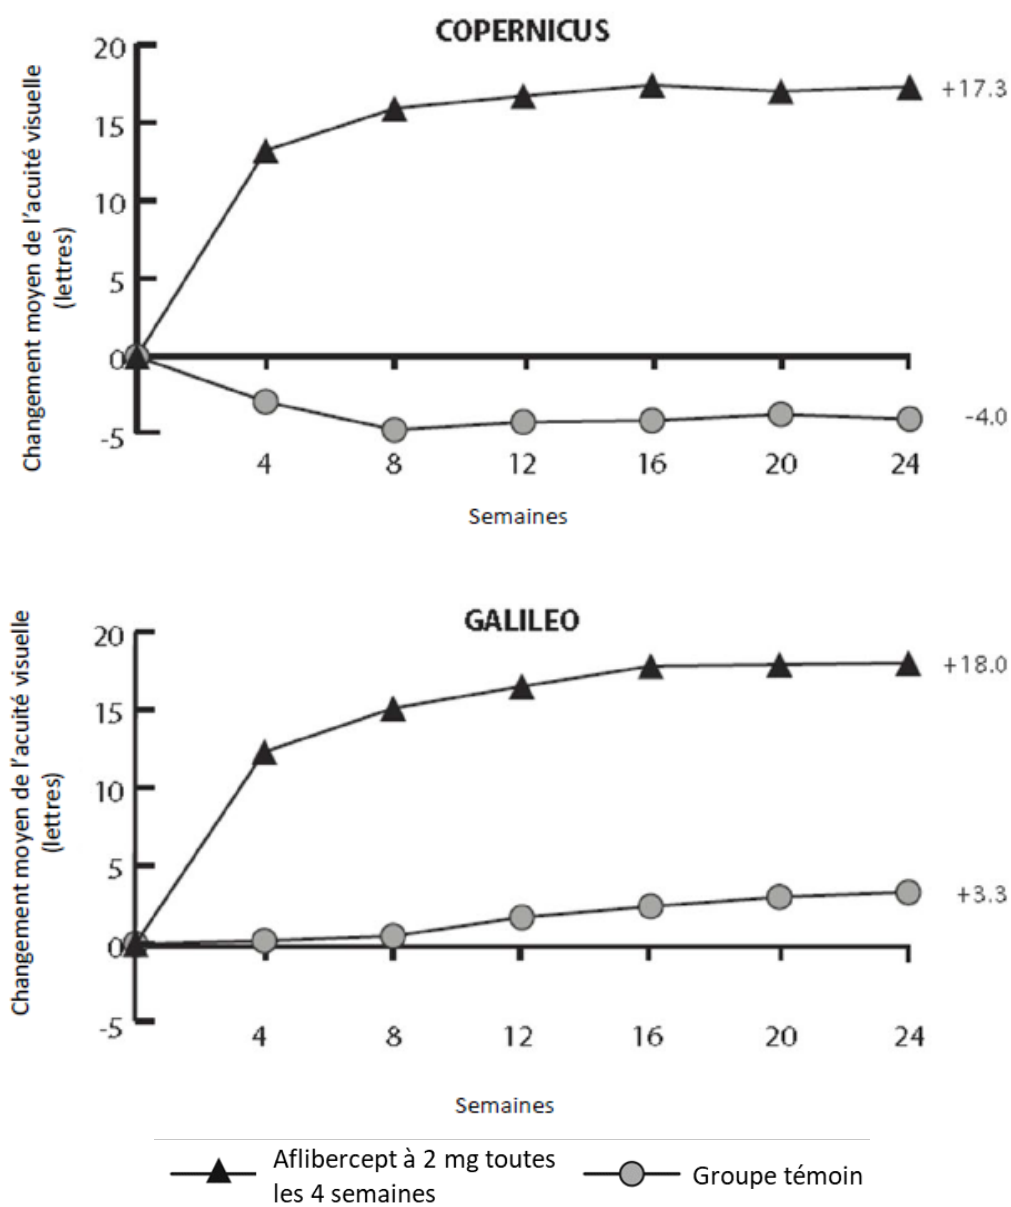 COPERNICUS
Changement moyen de l'acuité visuelle
(lettres)
20
15
10
5
0
-5
+17.3
-4.0
4 8 12 16 20 24
Semaines
GALILEO
Changement moyen de l'acuité visuelle
(lettres)
20
15
10
5
0
-5
+18.0
+3.3
4 8 12 16 20 24
Semaines
Aflibercept à 2 mg toutes
les 4 semaines
Groupe témoin